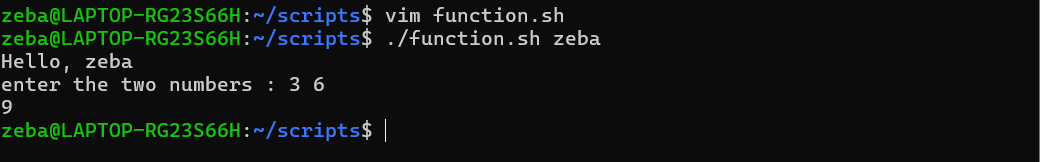 zeba@LAPTOP-RG23S66H:~/scripts$ vim function.sh
zeba@LAPTOP-RG23S66H:~/scripts$ ./function.sh zeba
Hello, zeba
enter the two numbers : 3 6
9
zeba@LAPTOP-RG23S66H:~/scripts$